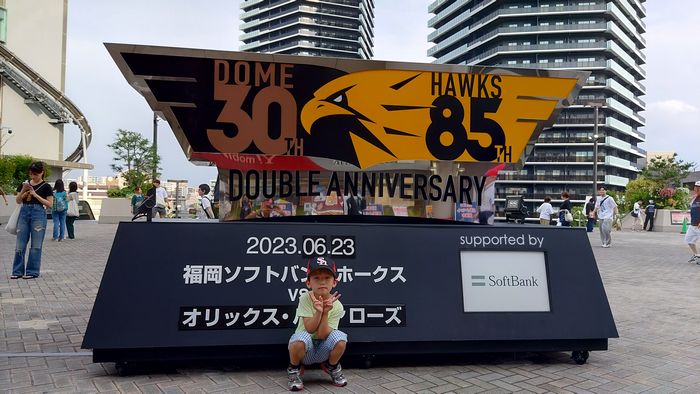 DOME
30TH
HAWKS
85TH
DOUBLE ANNIVERSARY
2023.06.23
supported by
福岡ソフトバン ホークス
SoftBank
VS
オリックス・ ローズ